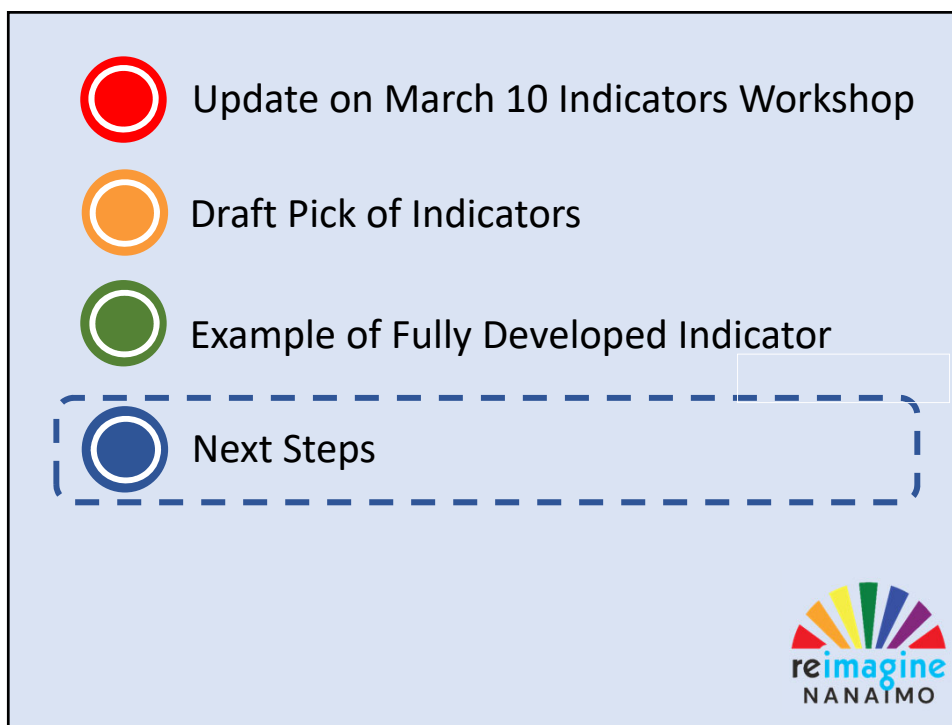 Update on March 10 Indicators Workshop
Draft Pick of Indicators
Example of Fully Developed Indicator
Next Steps
reimagine
NANAIMO